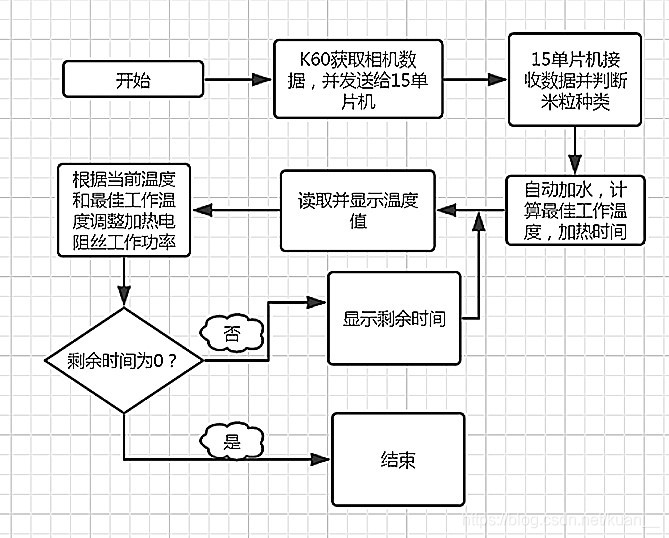 开始
K60获取相机数
据，并发送给15单
片机
15单片机接
收数据并判断
米粒种类
自动加水，计
算最佳工作温
度，加热时间
读取并显示温度
值
根据当前温度
和最佳工作温
度调整加热电
阻丝工作功率
剩余时间为0？
否
显示剩余时间
是
结束